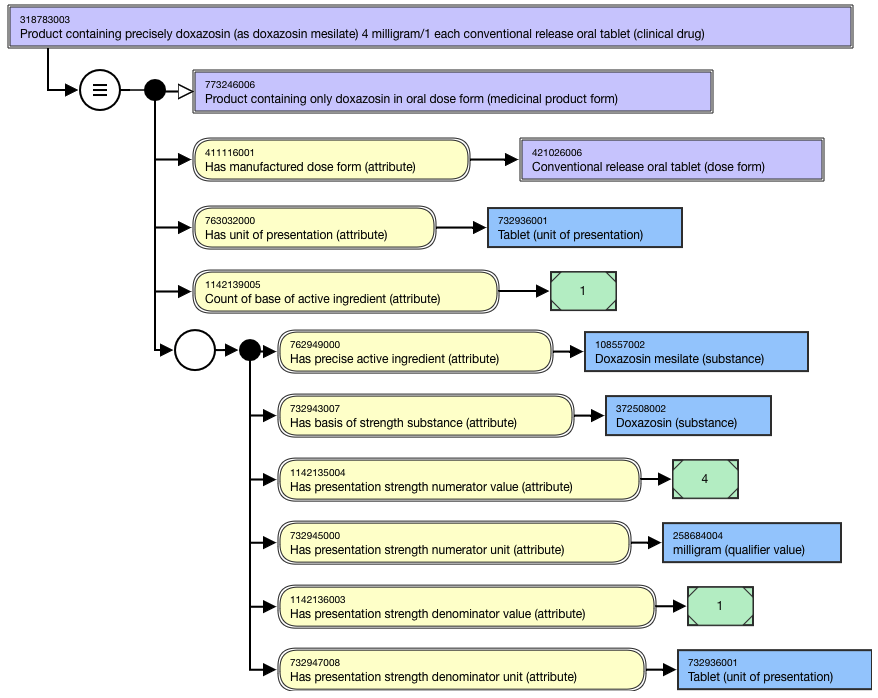 318783003
Product containing precisely doxazosin (as doxazosin mesilate) 4 milligram/1 each conventional release oral tablet (clinical drug)
773246006
Product containing only doxazosin in oral dose form (medicinal product form)
411116001
Has manufactured dose form (attribute)
421026006
Conventional release oral tablet (dose form)
763032000
Has unit of presentation (attribute)
732936001
Tablet (unit of presentation)
1142139005
Count of base of active ingredient (attribute)
1
762949000
Has precise active ingredient (attribute)
108557002
Doxazosin mesilate (substance)
732943007
Has basis of strength substance (attribute)
372508002
Doxazosin (substance)
1142135004
Has presentation strength numerator value (attribute)
4
732945000
Has presentation strength numerator unit (attribute)
258684004
milligram (qualifier value)
1142136003
Has presentation strength denominator value (attribute)
1
732947008
Has presentation strength denominator unit (attribute)
732936001
Tablet (unit of presentation)